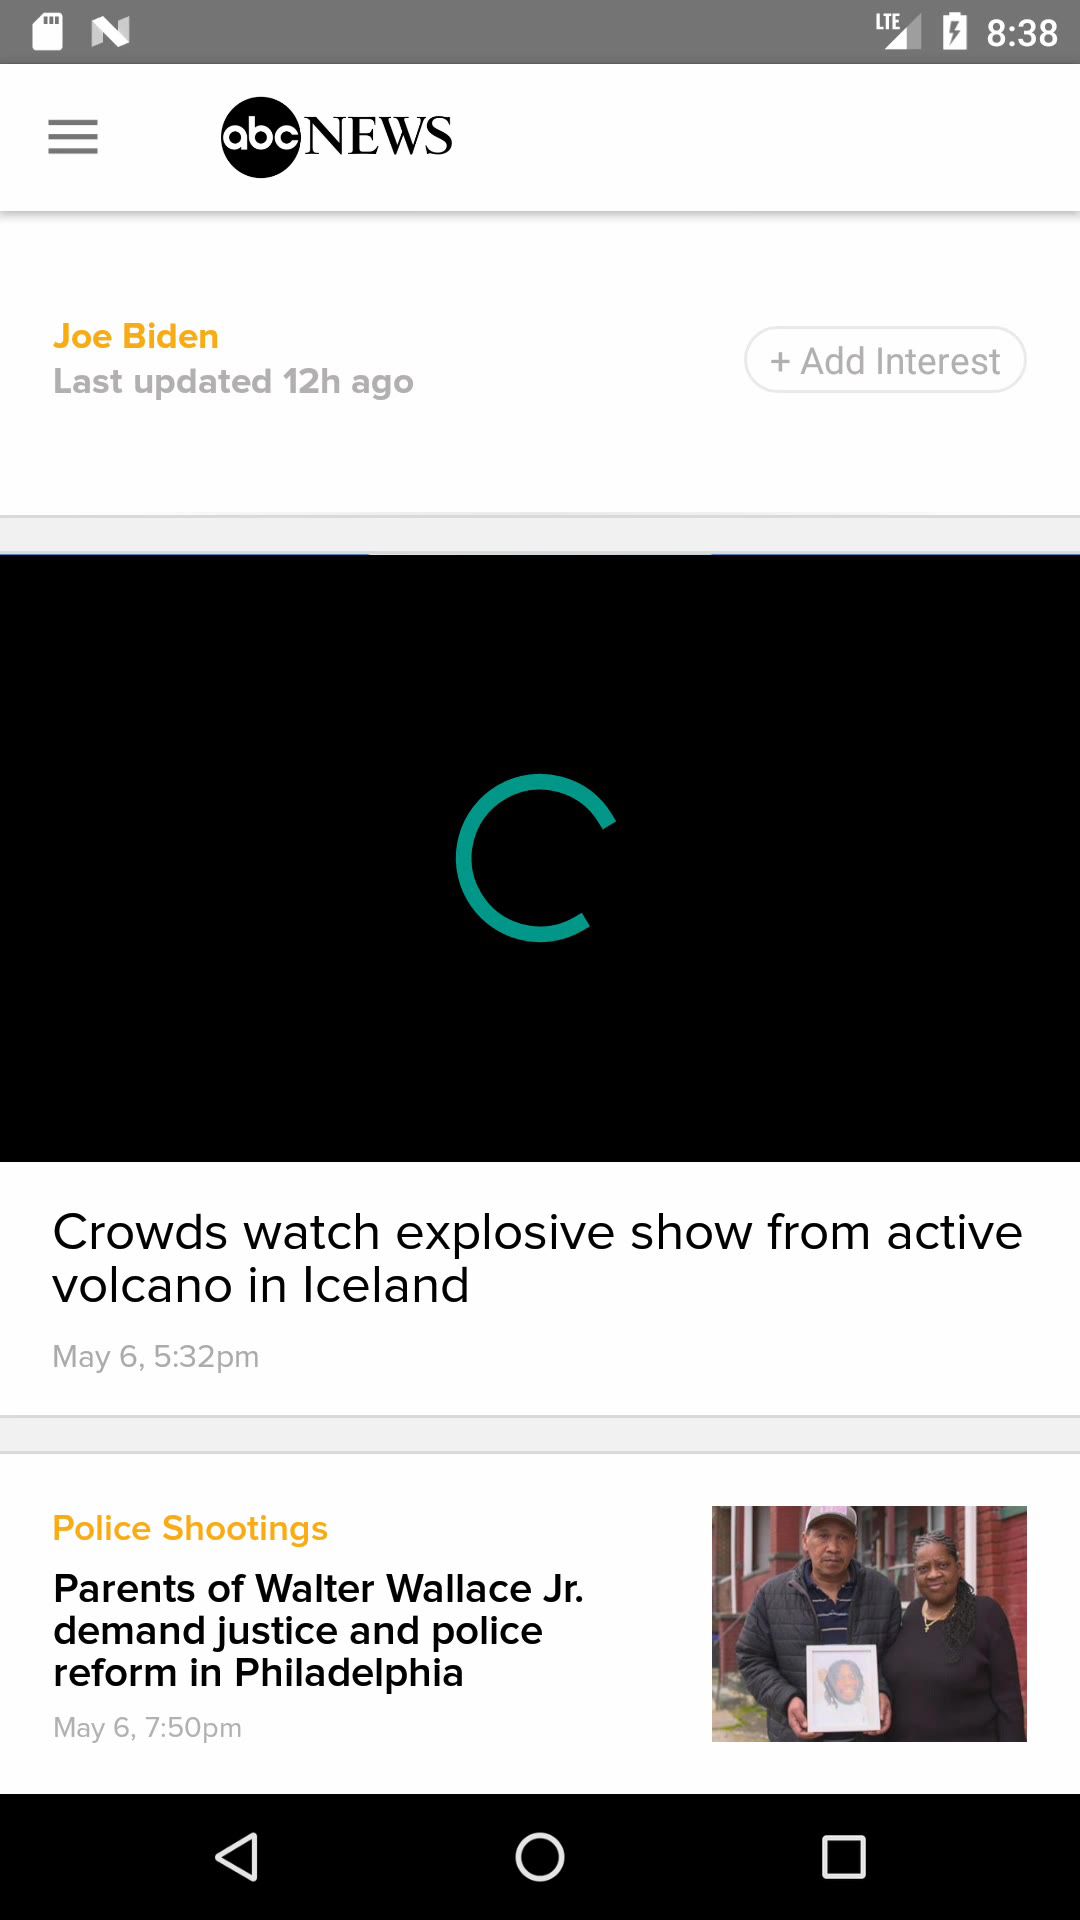 LTE
8:38
abc NEWS
Joe Biden
Last updated 12h ago
+ Add Interest
Crowds watch explosive show from active
volcano in Iceland
May 6, 5:32pm
Police Shootings
Parents of Walter Wallace Jr.
demand justice and police
reform in Philadelphia
May 6, 7:50pm